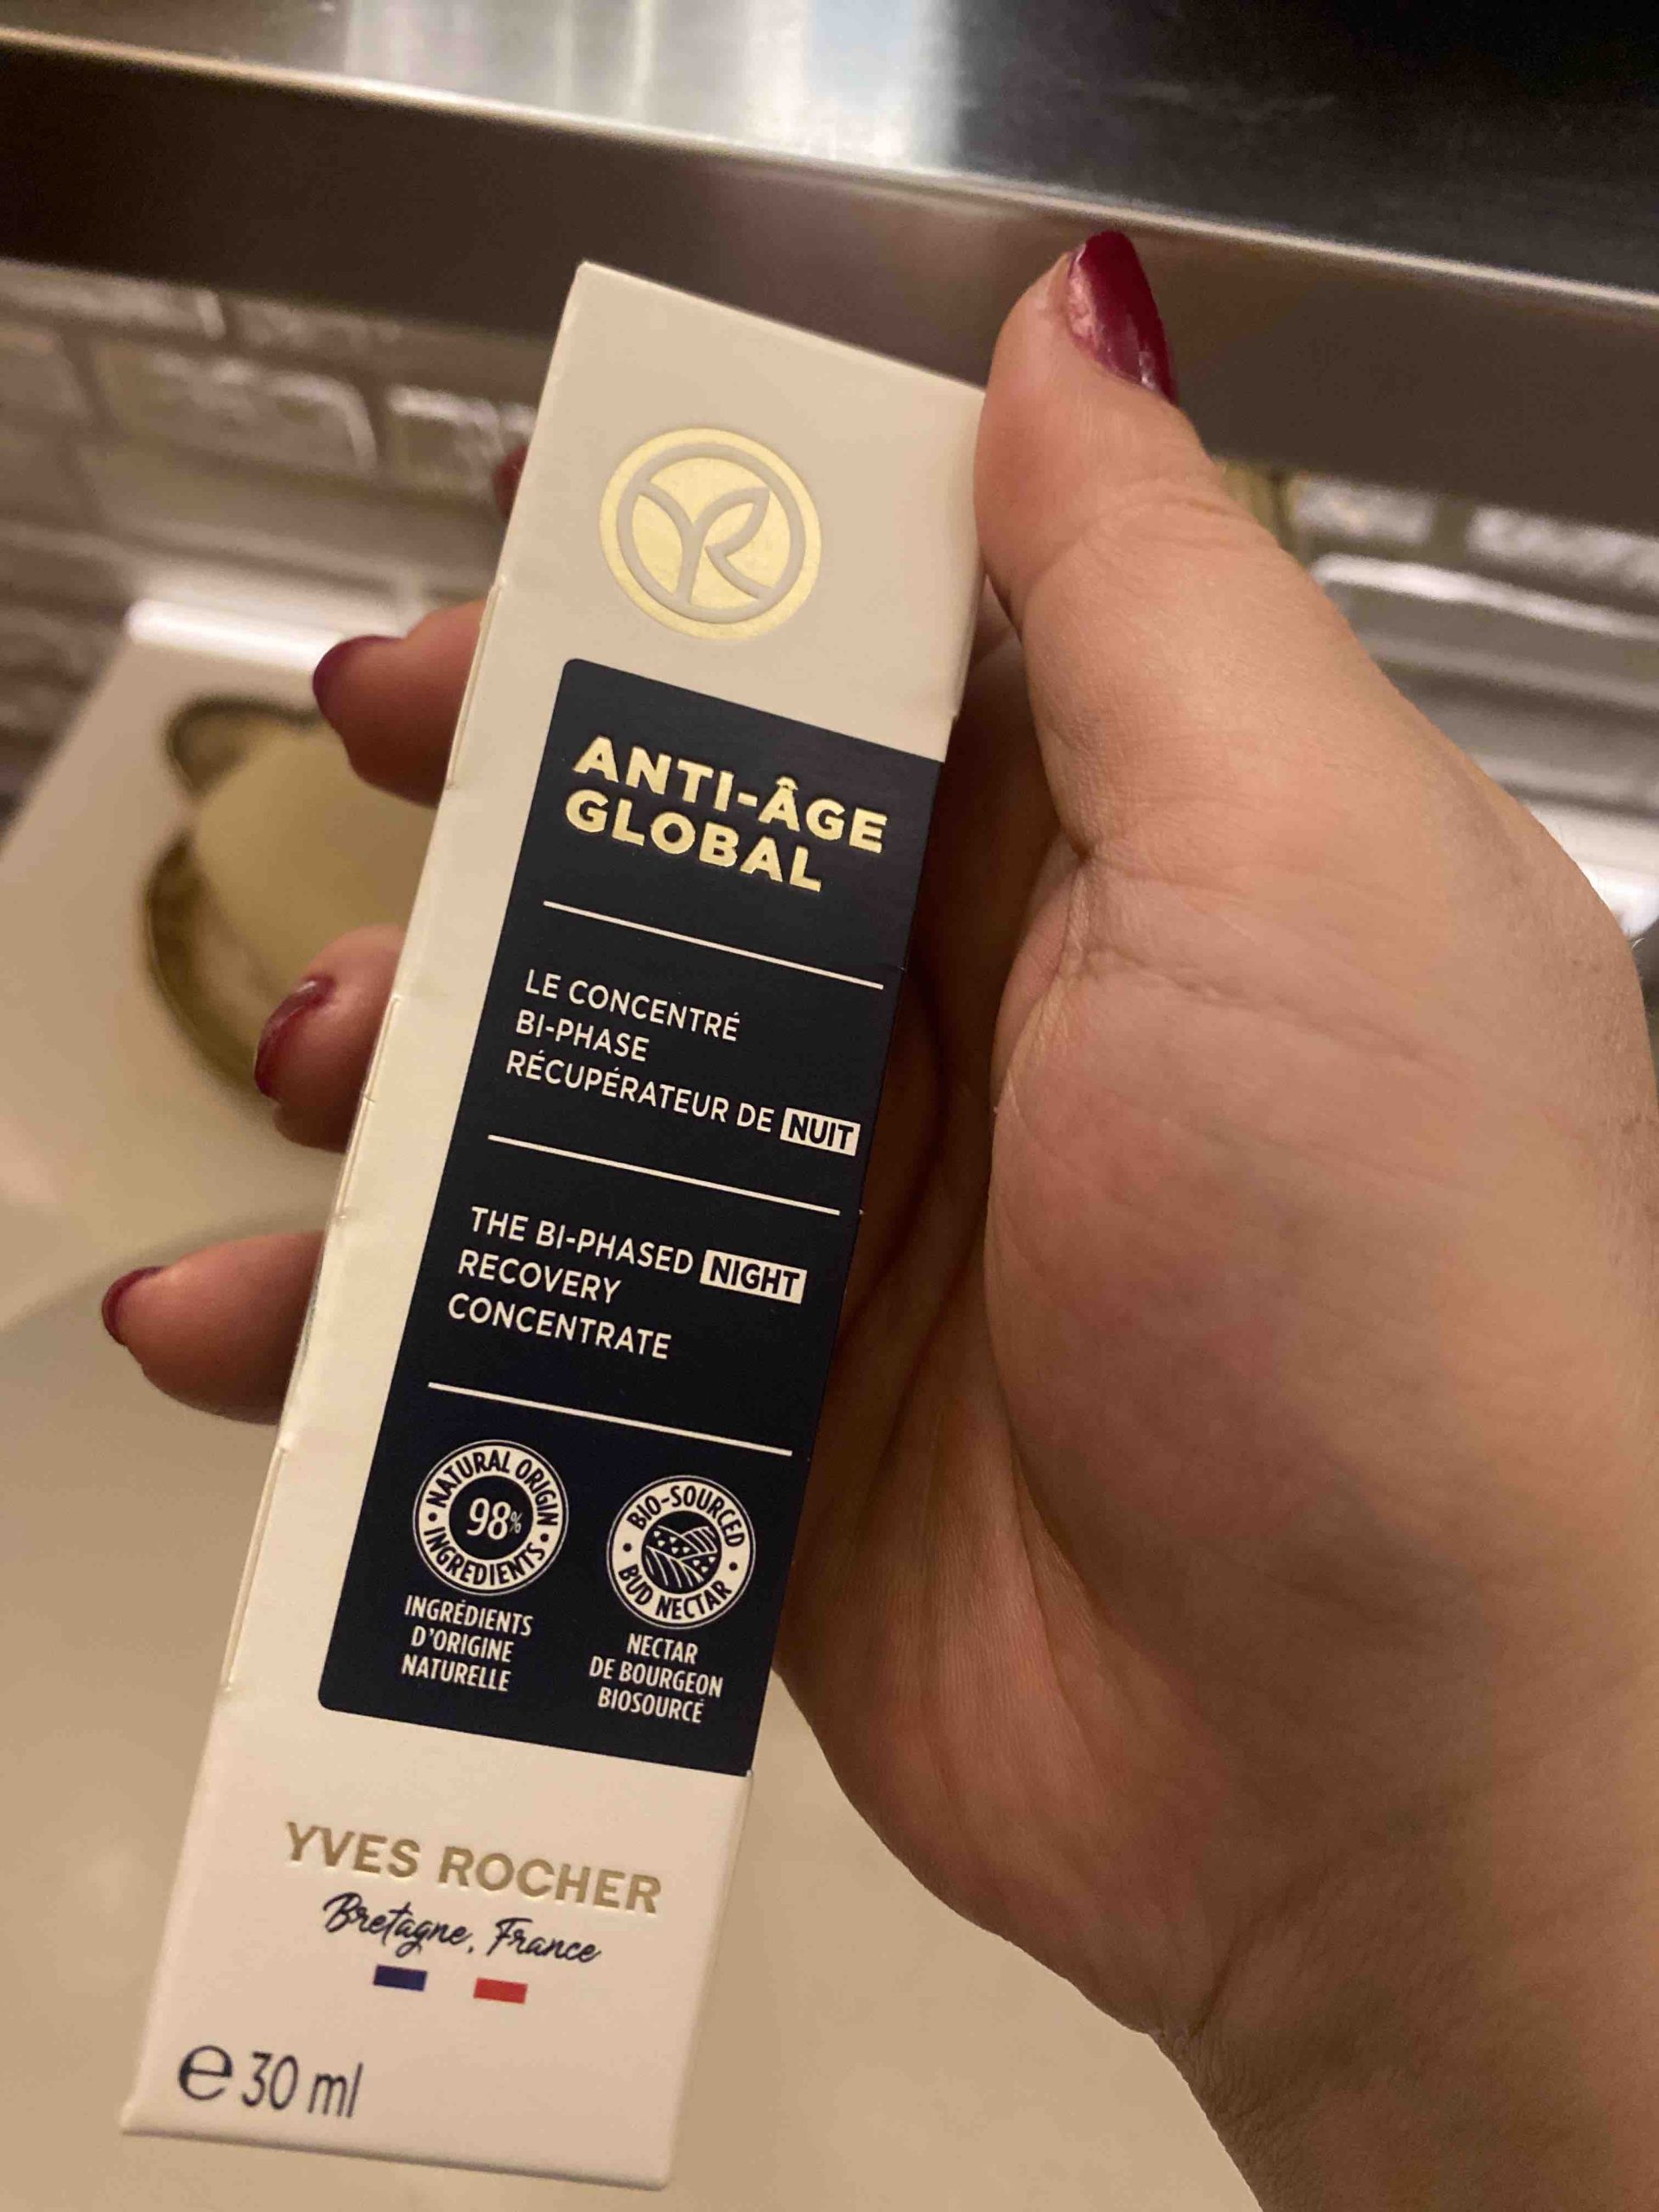 YR
ANTI-ÂGE
GLOBAL
LE CONCENTRÉ
BI-PHASE
RÉCUPÉRATEUR DE NUIT
THE BI-PHASED NIGHT
RECOVERY
CONCENTRATE
NATURAL ORIGIN
98%
INGREDIENTS
INGRÉDIENTS
D'ORIGINE
NATURELLE
BIO-SOURCED
BUD NECTAR
NECTAR
DE BOURGEON
BIOSOURCÉ
YVES ROCHER
Bretagne, France
e 30 ml